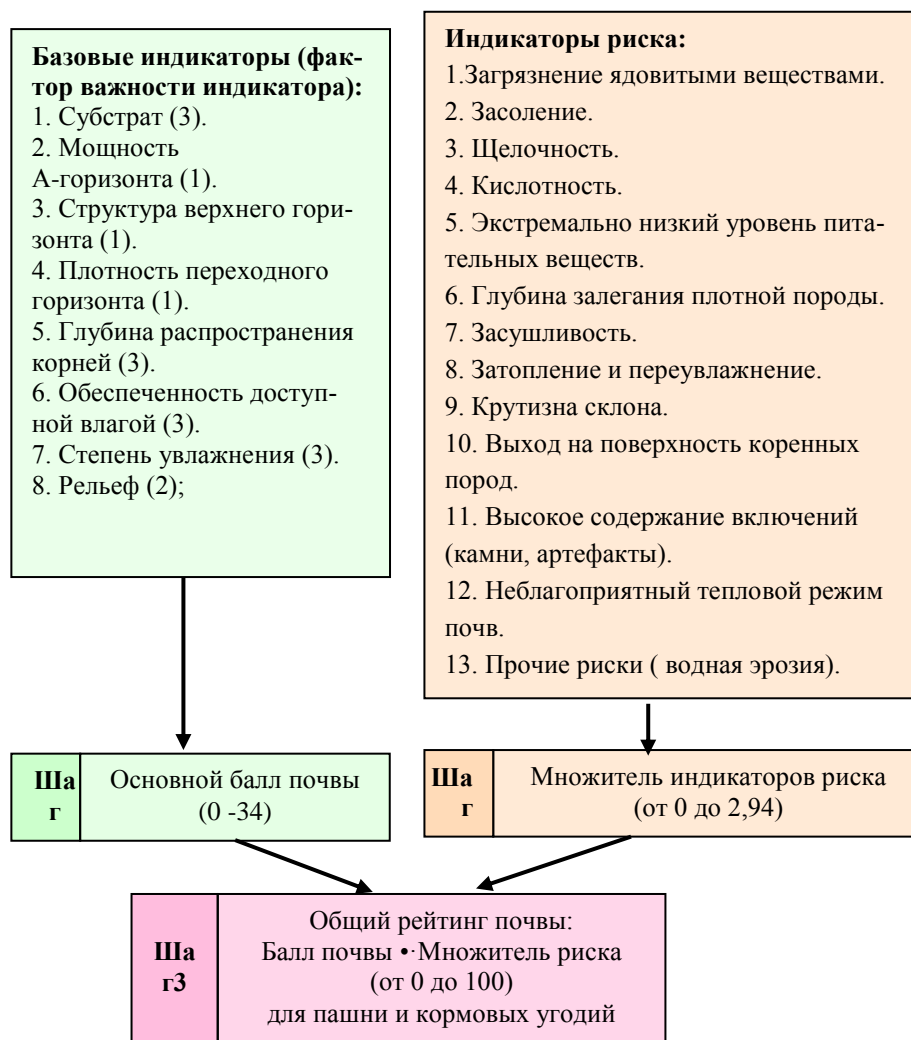 Базовые индикаторы (фак-
тор важности индикатора):
1. Субстрат (3).
2. Мощность
А-горизонта (1).
3. Структура верхнего гори-
зонта (1).
4. Плотность переходного
горизонта (1).
5. Глубина распространения
корней (3).
6. Обеспеченность доступ-
ной влагой (3).
7. Степень увлажнения (3).
8. Рельеф (2);
Индикаторы риска:
1.Загрязнение ядовитыми веществами.
2. Засоление.
3. Щелочность.
4. Кислотность.
5. Экстремально низкий уровень пита-
тельных веществ.
6. Глубина залегания плотной породы.
7. Засушливость.
8. Затопление и переувлажнение.
9. Крутизна склона.
10. Выход на поверхность коренных
пород.
11. Высокое содержание включений
(камни, артефакты).
12. Неблагоприятный тепловой режим
почв.
13. Прочие риски ( водная эрозия).
Ша
г
Основной балл почвы
(0 -34)
Ша
г
Множитель индикаторов риска
(от 0 до 2,94)
Ша
г3
Общий рейтинг почвы:
Балл почвы •·Множитель риска
(от 0 до 100)
для пашни и кормовых угодий